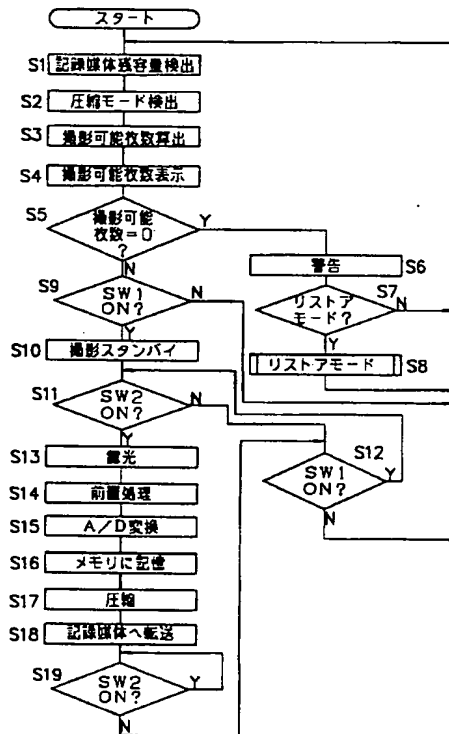 スタート
S1 記録媒体残容量検出
S2 圧縮モード検出
S3 撮影可能枚数算出
S4 撮影可能枚数表示
S5 撮影可能
枚数=0
?
Y
N
警告 S6
S7
リストア
モード?
N
Y
リストアモード S8
S9 SW1
ON?
N
Y
S10 撮影スタンバイ
S11 SW2
ON?
N
Y
S12
SW1
ON?
Y
N
S13 露光
S14 前置処理
S15 A/D変換
S16 メモリに記憶
S17 圧縮
S18 記録媒体へ転送
S19 SW2
ON?
Y
N